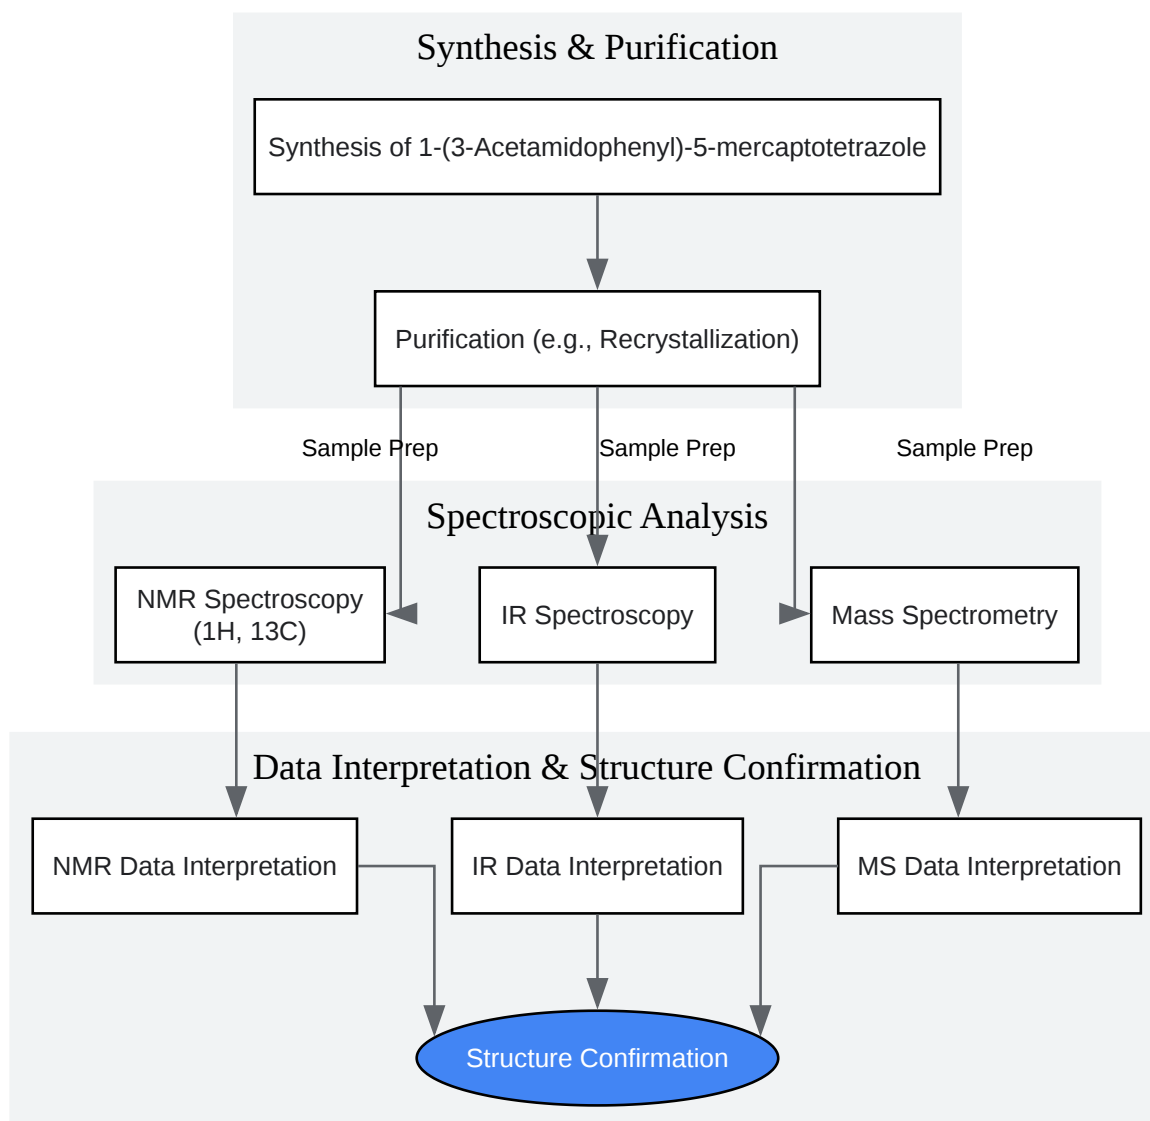 Synthesis & Purification
Synthesis of 1-(3-Acetamidophenyl)-5-mercaptotetrazole
Purification (e.g., Recrystallization)
Sample Prep
Sample Prep
Sample Prep
Spectroscopic Analysis
NMR Spectroscopy
(1H, 13C)
IR Spectroscopy
Mass Spectrometry
Data Interpretation & Structure Confirmation
NMR Data Interpretation
IR Data Interpretation
MS Data Interpretation
Structure Confirmation